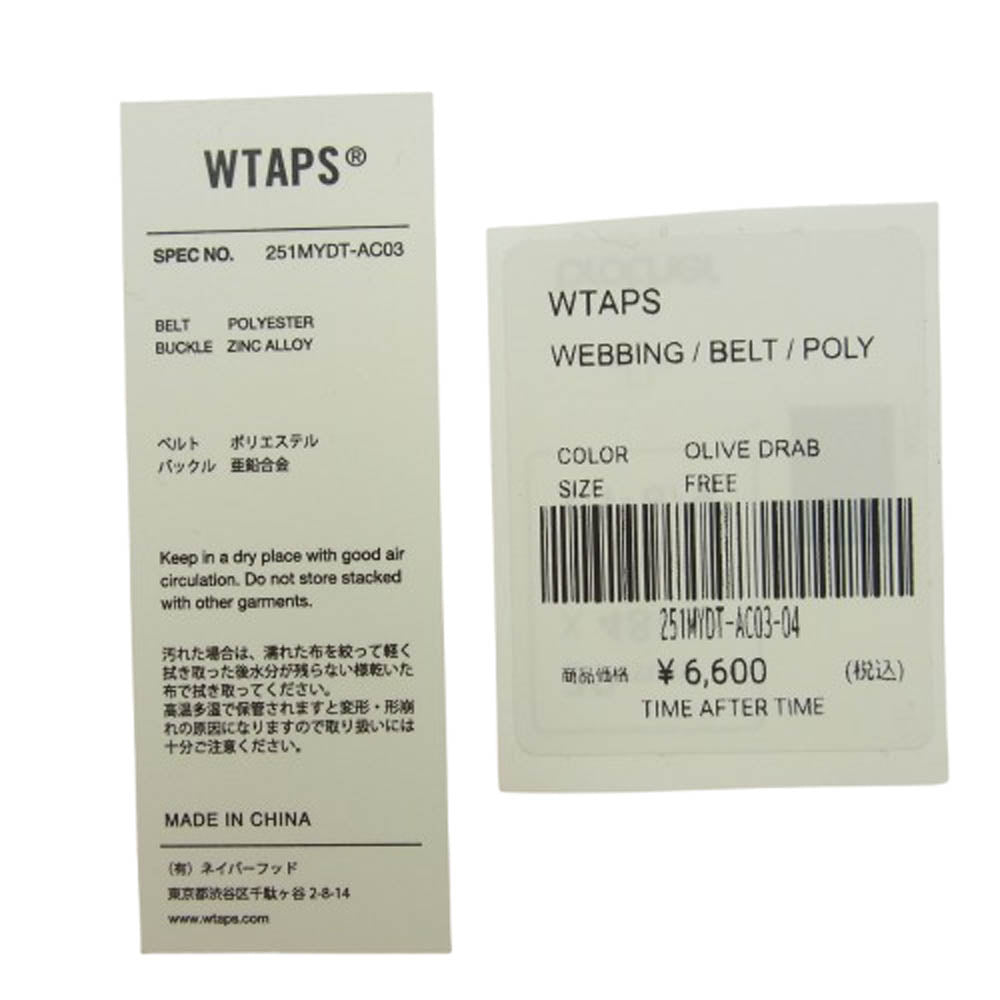 WTAPS®
SPEC NO. 251MYDT-AC03
BELT POLYESTER
BUCKLE ZINC ALLOY
ベルト ポリエステル
バックル 亜鉛合金
Keep in a dry place with good air
circulation. Do not store stacked
with other garments.
汚れた場合は、濡れた布を絞って軽く
拭き取った後水分が残らない様乾いた
布で拭き取ってください。
高温多湿で保管されますと変形・形崩
れの原因になりますので取り扱いには
十分ご注意ください。
MADE IN CHINA
(有) ネイバーフッド
東京都渋谷区千駄ヶ谷 2-8-14
www.wtaps.com
WTAPS
WEBBING / BELT / POLY
COLOR OLIVE DRAB
SIZE FREE
251MYDT-AC03-04
商品価格 ¥6,600 (税込)
TIME AFTER TIME